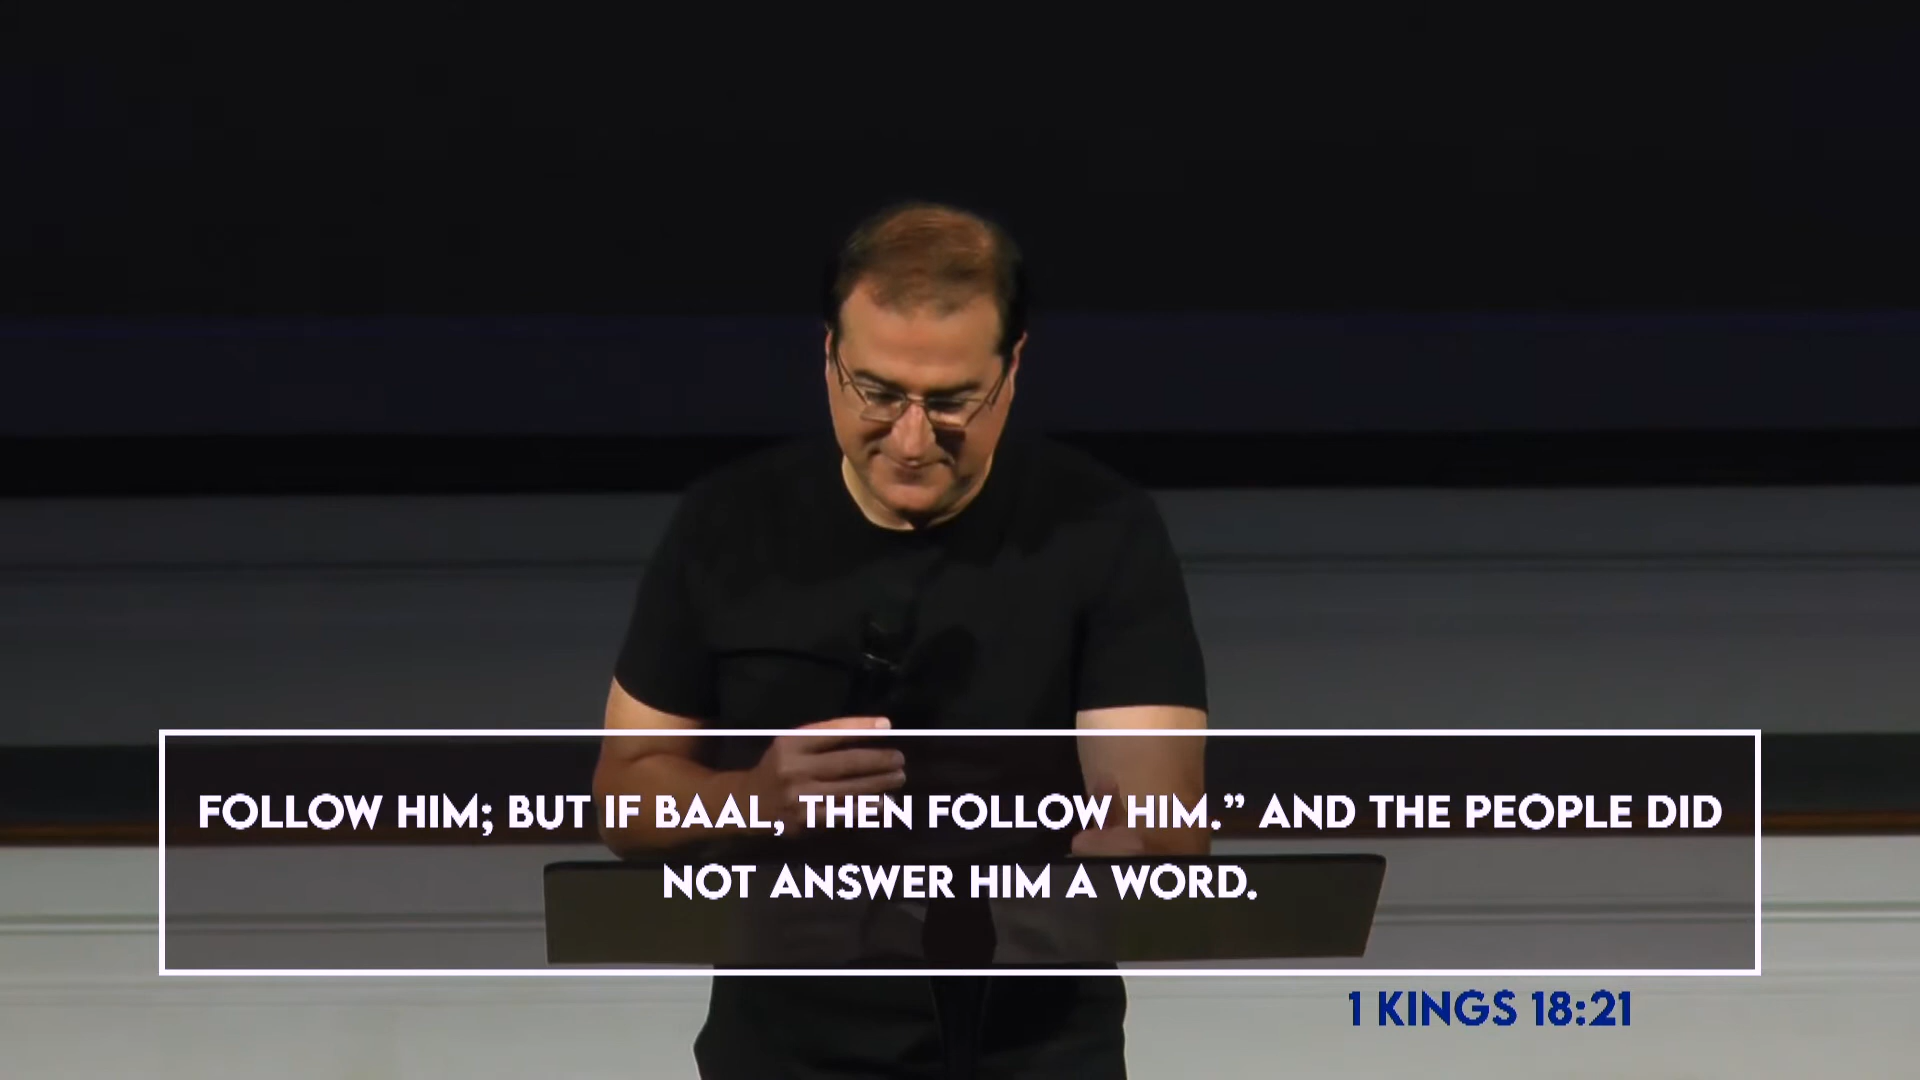 FOLLOW HIM; BUT IF BAAL, THEN FOLLOW HIM.” AND THE PEOPLE DID
NOT ANSWER HIM A WORD.
1 KINGS 18:21